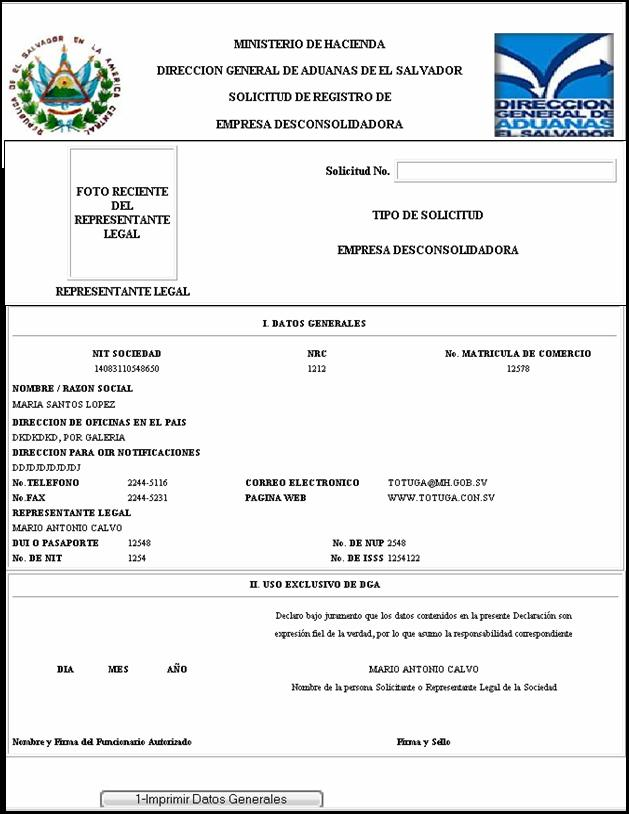 REPUBLICA DE EL SALVADOR EN LA AMERICA CENTRAL
MINISTERIO DE HACIENDA
DIRECCION GENERAL DE ADUANAS DE EL SALVADOR
SOLICITUD DE REGISTRO DE
EMPRESA DESCONSOLIDADORA
DIRECCION
GENERAL DE
ADUANAS
EL SALVADOR
FOTO RECIENTE
DEL
REPRESENTANTE
LEGAL
REPRESENTANTE LEGAL
Solicitud No.
TIPO DE SOLICITUD
EMPRESA DESCONSOLIDADORA
I. DATOS GENERALES
NIT SOCIEDAD NRC No. MATRICULA DE COMERCIO
14083110548650 1212 12578
NOMBRE / RAZON SOCIAL
MARIA SANTOS LOPEZ
DIRECCION DE OFICINAS EN EL PAIS
DKDKDKD, POR GALERIA
DIRECCION PARA OIR NOTIFICACIONES
DDJDJDJDJDJDJ
No.TELEFONO 2244-5116 CORREO ELECTRONICO TOTUGA@MH.GOB.SV
No.FAX 2244-5231 PAGINA WEB WWW.TOTUGA.CON.SV
REPRESENTANTE LEGAL
MARIO ANTONIO CALVO
DUI O PASAPORTE 12548 No. DE NUP 2548
No. DE NIT 1254 No. DE ISSS 1254122
II. USO EXCLUSIVO DE DGA
Declaro bajo juramento que los datos contenidos en la presente Declaración son
expresión fiel de la verdad, por lo que asumo la responsabilidad correspondiente
DIA MES AÑO MARIO ANTONIO CALVO
Nombre de la persona Solicitante o Representante Legal de la Sociedad
Nombre y Firma del Funcionario Autorizado Firma y Sello
1-Imprimir Datos Generales